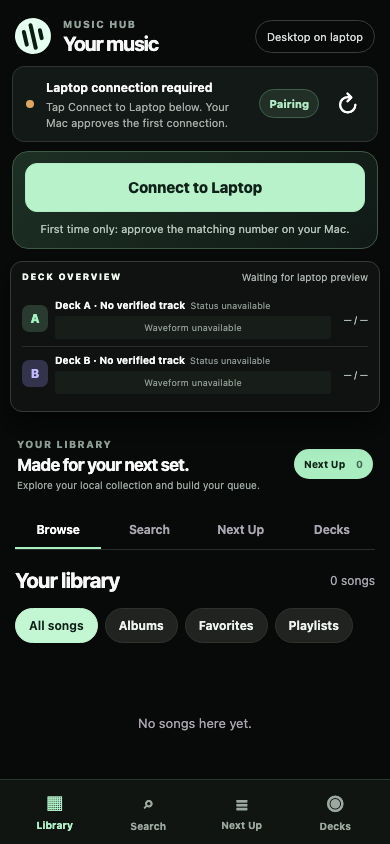 MUSIC HUB
Your music
Desktop on laptop
Laptop connection required
Tap Connect to Laptop below. Your
Mac approves the first connection.
Pairing
Connect to Laptop
First time only: approve the matching number on your Mac.
DECK OVERVIEW
Waiting for laptop preview
A
Deck A · No verified track Status unavailable
Waveform unavailable
— / —
B
Deck B · No verified track Status unavailable
Waveform unavailable
— / —
YOUR LIBRARY
Made for your next set.
Explore your local collection and build your queue.
Next Up 0
Browse
Search
Next Up
Decks
Your library
0 songs
All songs
Albums
Favorites
Playlists
No songs here yet.
Library
Search
Next Up
Decks